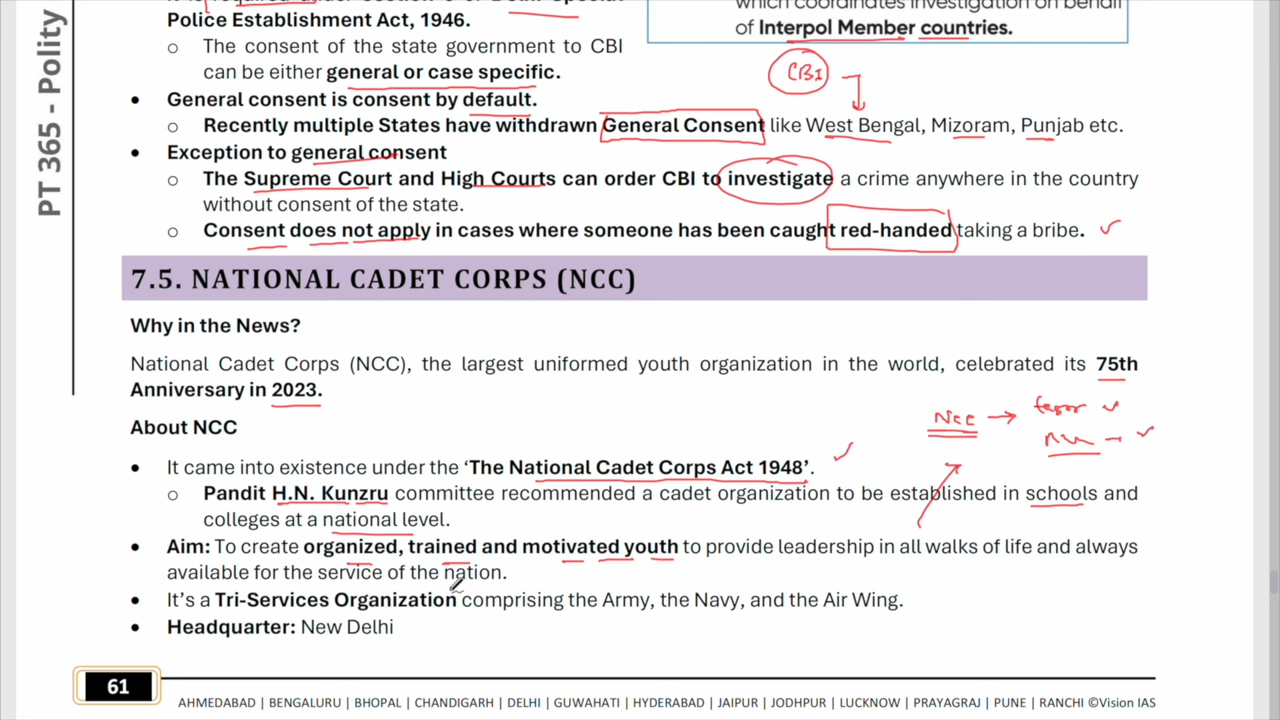 Police Establishment Act, 1946.
o The consent of the state government to CBI
can be either general or case specific.
which coordinates investigation on behalf
of Interpol Member countries.
CBI
• General consent is consent by default.
o Recently multiple States have withdrawn General Consent like West Bengal, Mizoram, Punjab etc.
• Exception to general consent
o The Supreme Court and High Courts can order CBI to investigate a crime anywhere in the country
without consent of the state.
o Consent does not apply in cases where someone has been caught red-handed taking a bribe.
7.5. NATIONAL CADET CORPS (NCC)
Why in the News?
National Cadet Corps (NCC), the largest uniformed youth organization in the world, celebrated its 75th
Anniversary in 2023.
About NCC
NCC →
• It came into existence under the ‘The National Cadet Corps Act 1948’.
o Pandit H.N. Kunzru committee recommended a cadet organization to be established in schools and
colleges at a national level.
• Aim: To create organized, trained and motivated youth to provide leadership in all walks of life and always
available for the service of the nation.
• It’s a Tri-Services Organization comprising the Army, the Navy, and the Air Wing.
• Headquarter: New Delhi
61
AHMEDABAD | BENGALURU | BHOPAL | CHANDIGARH | DELHI | GUWAHATI | HYDERABAD | JAIPUR | JODHPUR | LUCKNOW | PRAYAGRAJ | PUNE | RANCHI ©Vision IAS
PT 365 - Polity